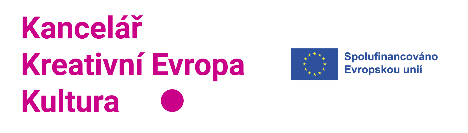 Kancelář
Kreativní Evropa
Kultura
Spolufinancováno
Evropskou unií